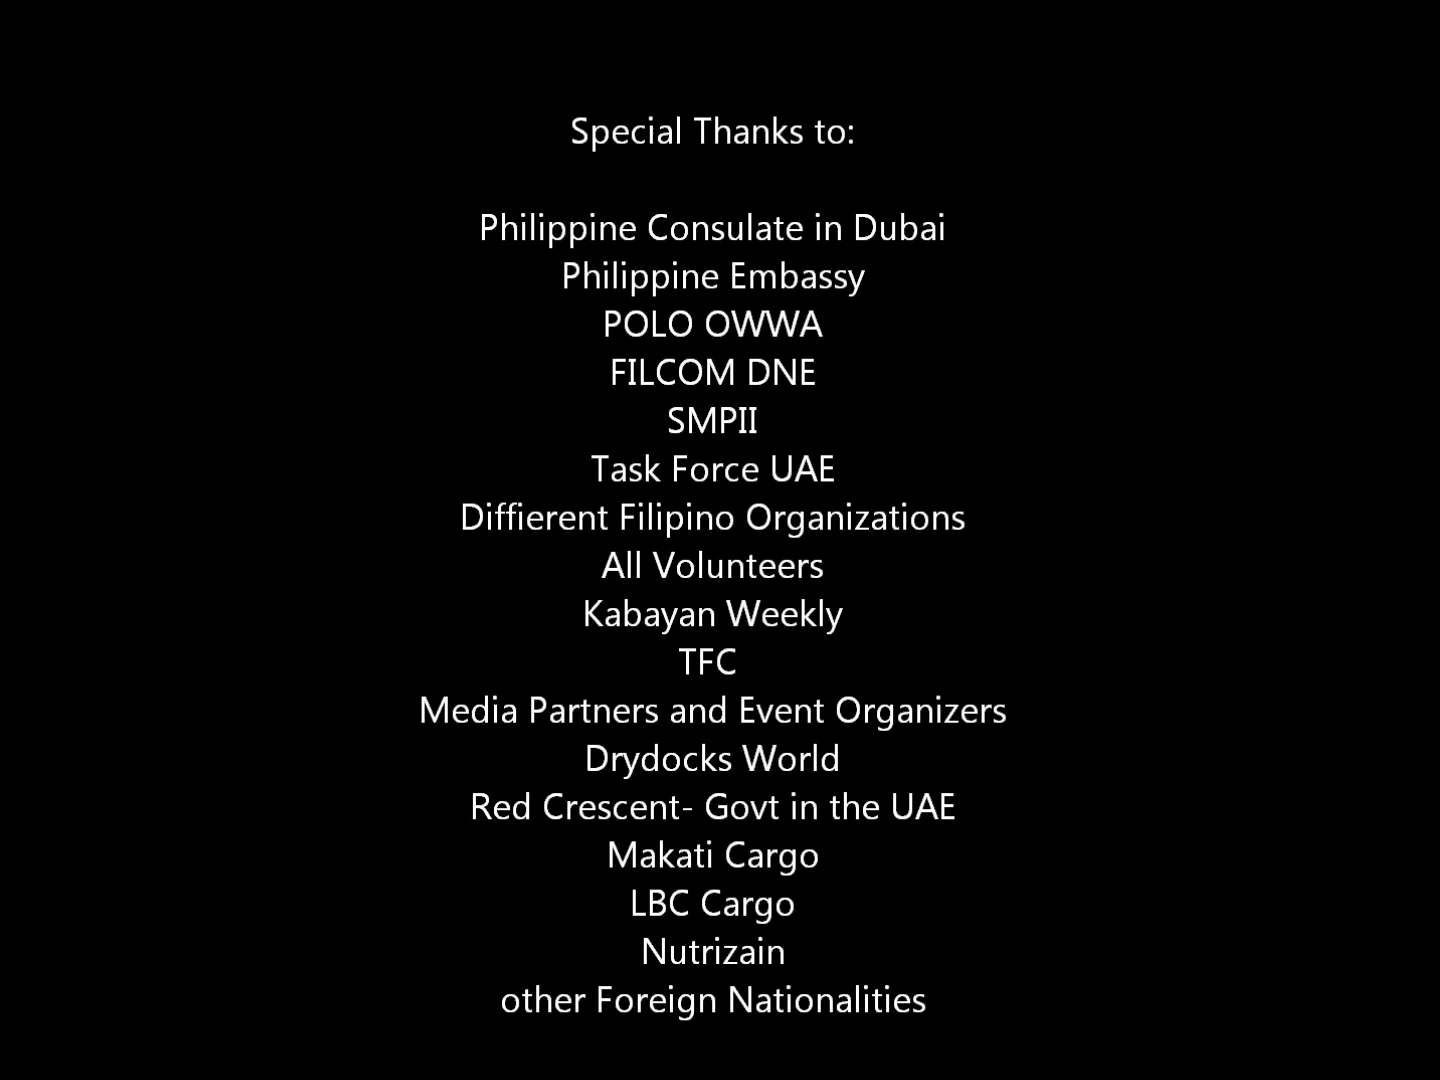 Special Thanks to:
Philippine Consulate in Dubai
Philippine Embassy
POLO OWWA
FILCOM DNE
SMPII
Task Force UAE
Diffierent Filipino Organizations
All Volunteers
Kabayan Weekly
TFC
Media Partners and Event Organizers
Drydocks World
Red Crescent- Govt in the UAE
Makati Cargo
LBC Cargo
Nutrizain
other Foreign Nationalities